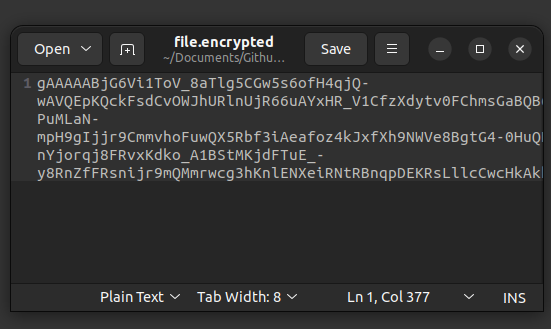 Open
file.encrypted
~/Documents/Githu...
Save
1 gAAAAABjG6Vi1ToV_8aTlg5CGw5s6ofH4qjQ-
wAVQEpKQckFsdCvOWJhURlnUjR66uAYxHR_V1CfzXdytv0FChmsGaBQB
PuMLaN-
mpH9gIjjr9CmmvhoFuwQX5Rbf3iAeafoz4kJxfXh9NWVe8BgtG4-0HuQ
nYjorqj8FRvxKdko_A1BStMKjdFTuE_-
y8RnZfFRsnijr9mQMmrwcg3hKnlENXeiRNtRBnqpDEKRsLllcCwcHkAk
Plain Text Tab Width: 8 Ln 1, Col 377 INS